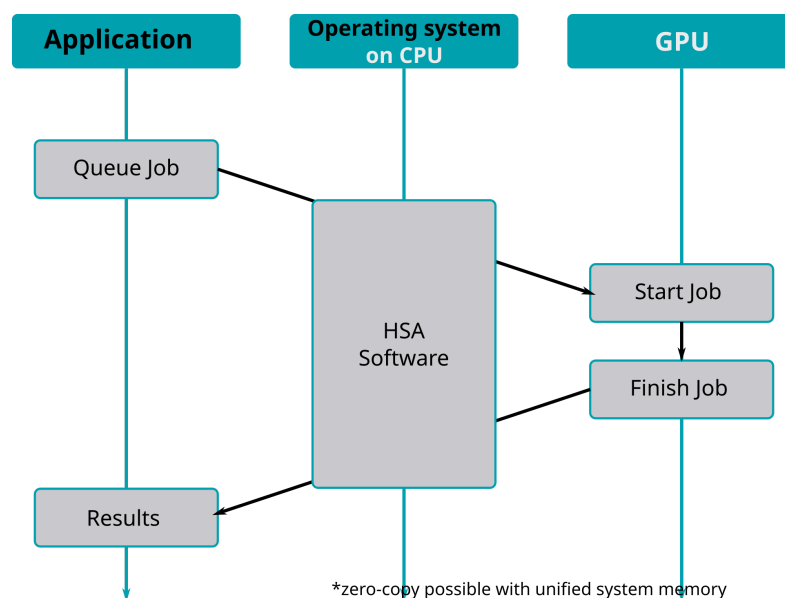 Application
Operating system
on CPU
GPU
Queue Job
Start Job
HSA
Software
Finish Job
Results
*zero-copy possible with unified system memory